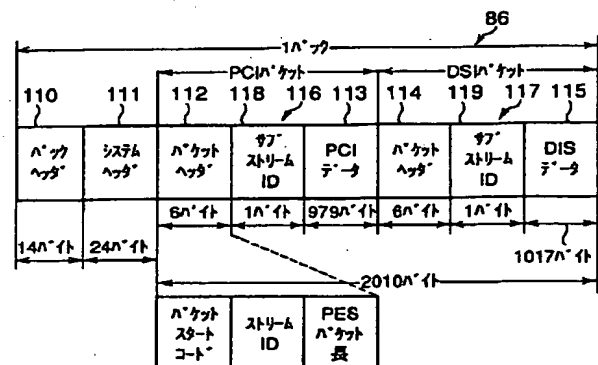 86
1パック
PCIパケット
DSIパケット
110
111
112
118
116
113
114
119
117
115
パック
ヘッダ
システム
ヘッダ
パケット
ヘッダ
サブ
ストリーム
ID
PCI
データ
パケット
ヘッダ
サブ
ストリーム
ID
DIS
データ
6バイト
1バイト
979バイト
6バイト
1バイト
14バイト
24バイト
1017バイト
2010バイト
パケット
スタート
コード
ストリーム
ID
PES
パケット
長